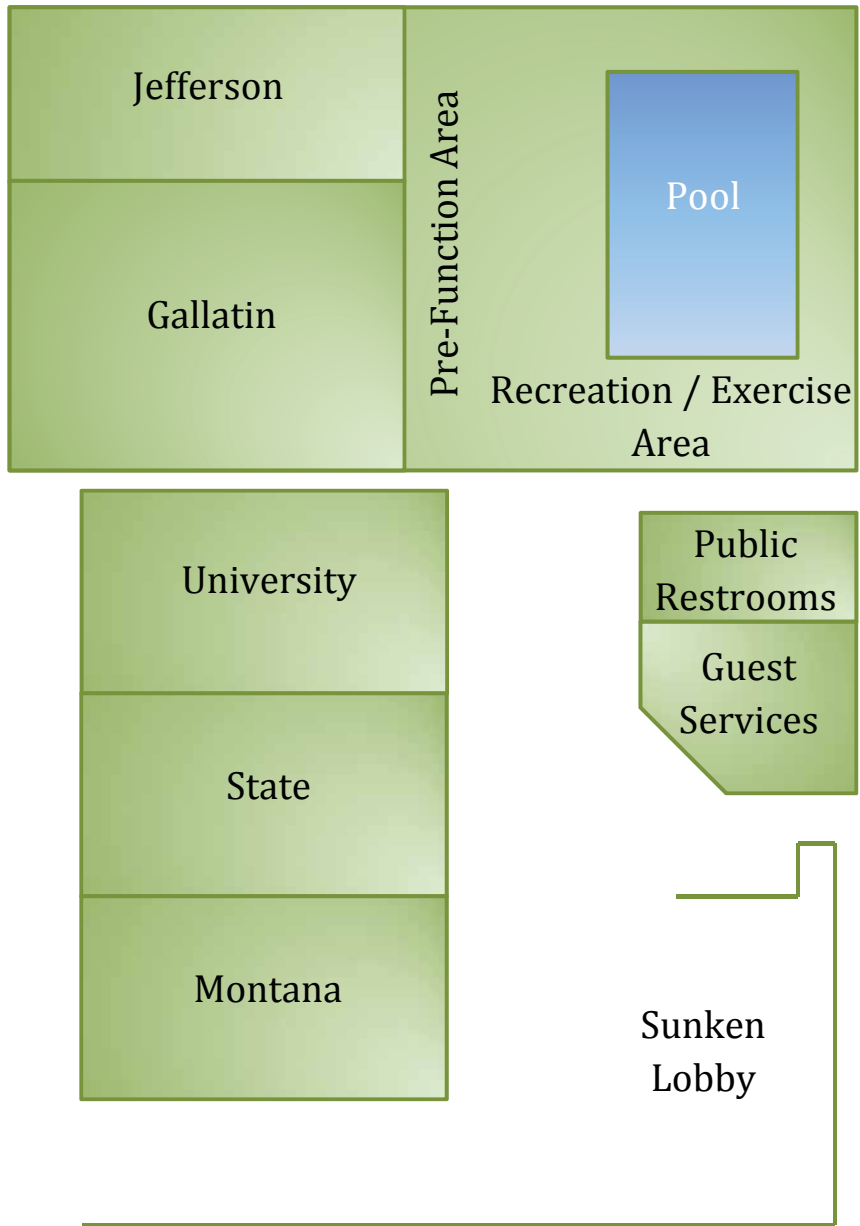 Jefferson
Pre-Function Area
Pool
Gallatin
Recreation / Exercise
Area
University
Public
Restrooms
Guest
Services
State
Montana
Sunken
Lobby